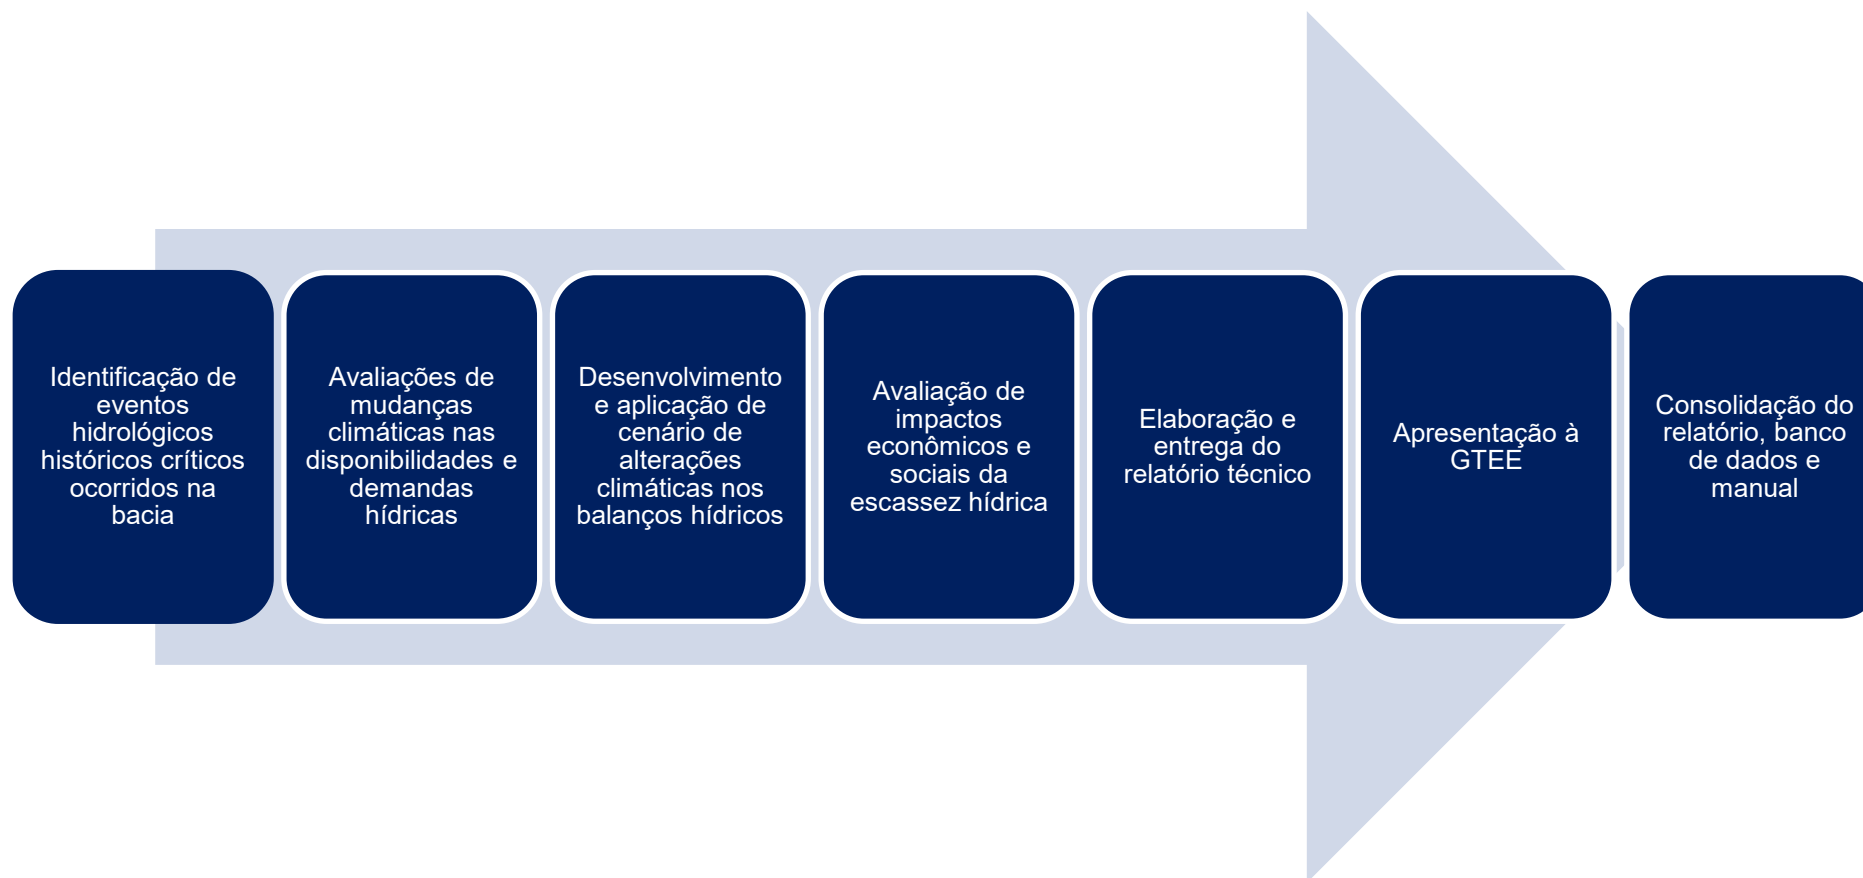 Identificação de
eventos
hidrológicos
históricos críticos
ocorridos na
bacia
Avaliações de
mudanças
climáticas nas
disponibilidades e
demandas
hídricas
Desenvolvimento
e aplicação de
cenário de
alterações
climáticas nos
balanços hídricos
Avaliação de
impactos
econômicos e
sociais da
escassez hídrica
Elaboração e
entrega do
relatório técnico
Apresentação à
GTEE
Consolidação do
relatório, banco
de dados e
manual